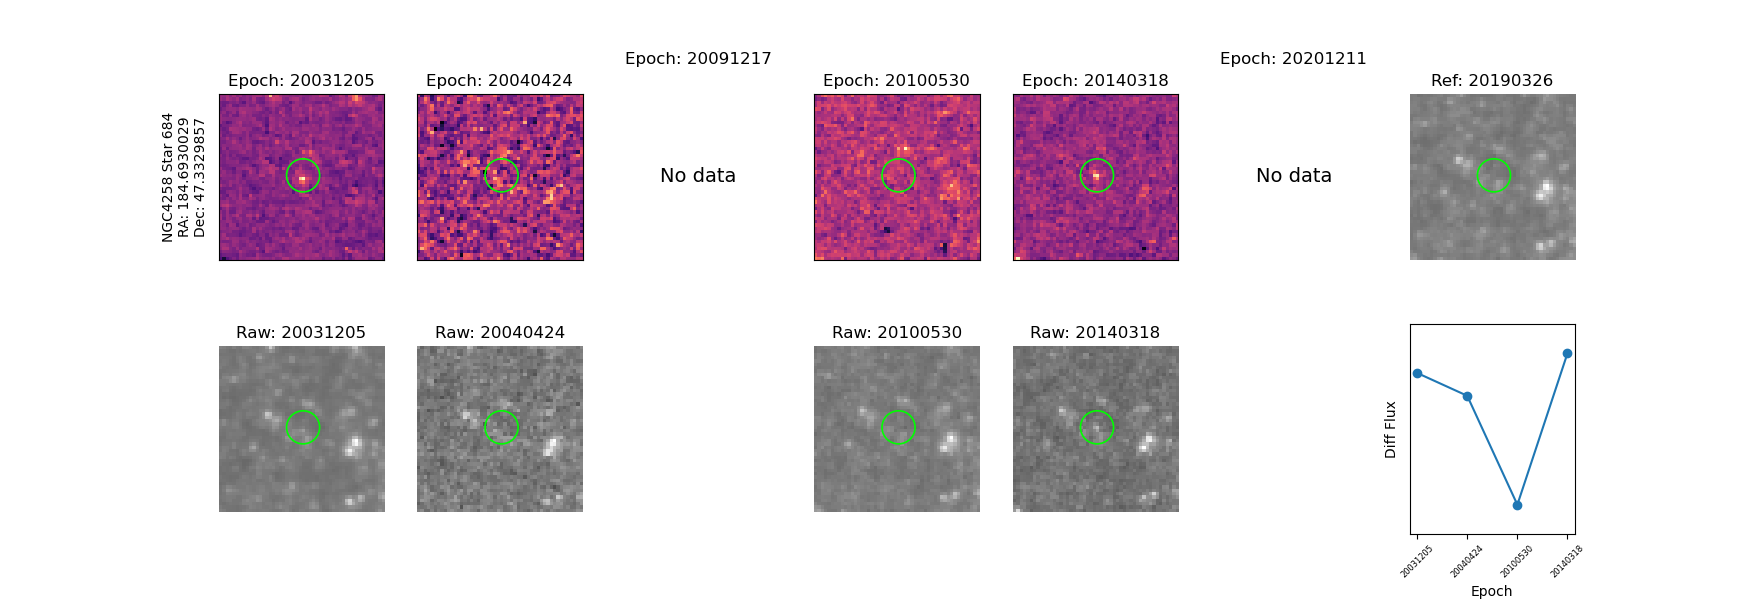 Epoch: 20091217
Epoch: 20201211
Epoch: 20031205
Epoch: 20040424
Epoch: 20100530
Epoch: 20140318
Ref: 20190326
NGC4258 Star 684
RA: 184.6930029
Dec: 47.3329857
No data
No data
Raw: 20031205
Raw: 20040424
Raw: 20100530
Raw: 20140318
Diff Flux
20031205
20040424
20100530
20140318
Epoch